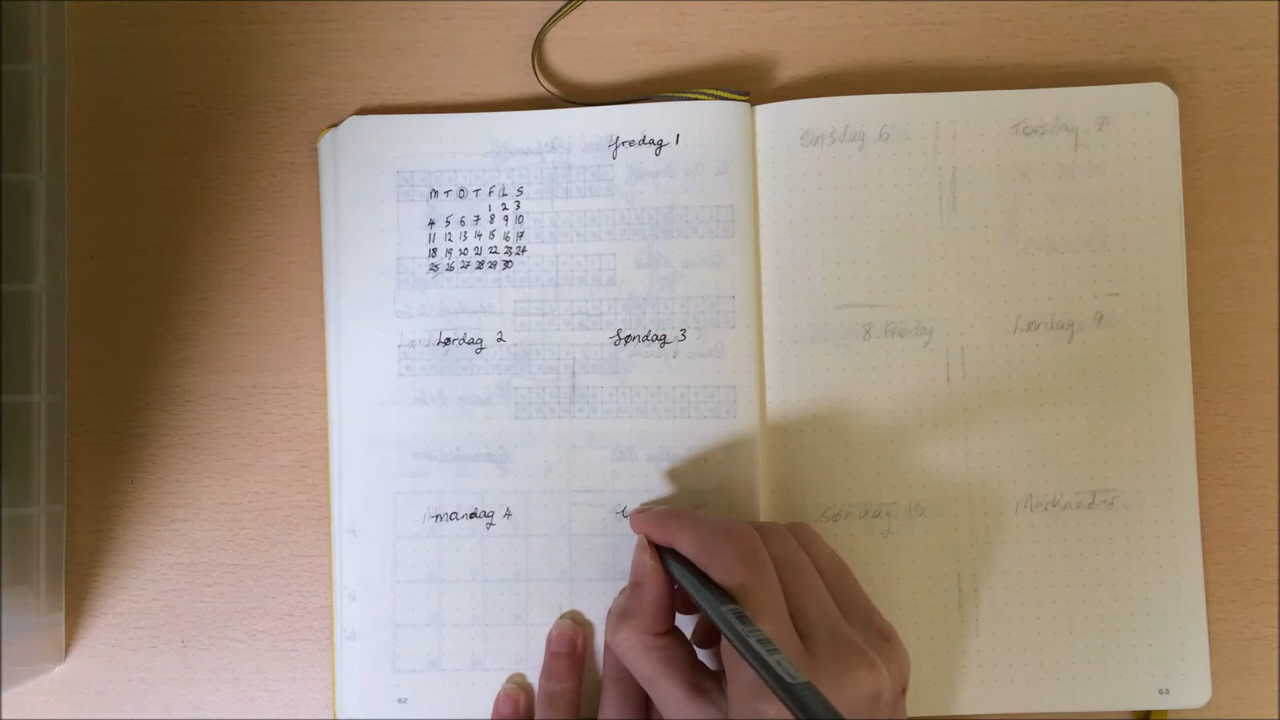 fredag 1
M T O T F L S
1 2 3
4 5 6 7 8 9 10
11 12 13 14 15 16 17
18 19 20 21 22 23 24
25 26 27 28 29 30
Lørdag 2
Søndag 3
mandag 4
62
Onsdag 6
Torsdag 7
8 fredag
Lørdag 9
Søndag 10
Merknader
63